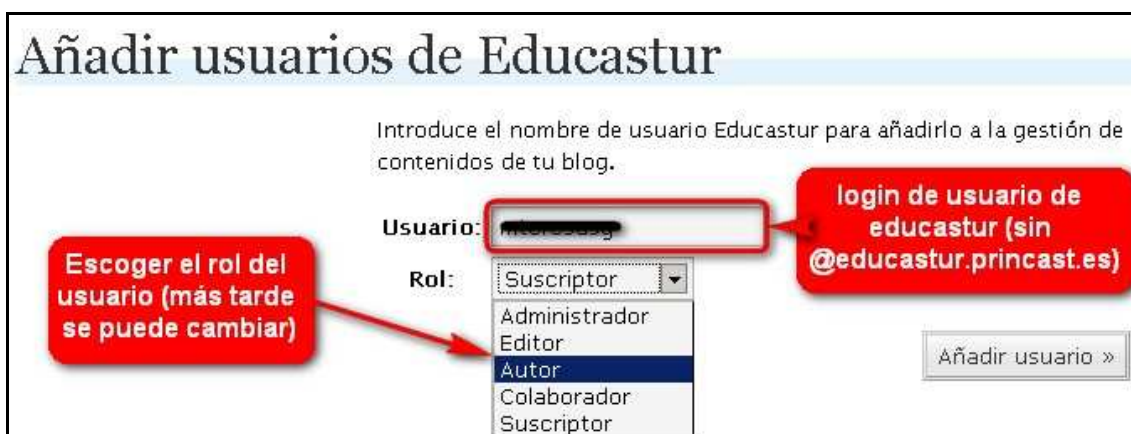 Añadir usuarios de Educastur
Introduce el nombre de usuario Educastur para añadirlo a la gestión de
contenidos de tu blog.
Usuario:
login de usuario de
educastur (sin
@educastur.princast.es)
Escoger el rol del
usuario (más tarde
se puede cambiar)
Rol:
Suscriptor
Administrador
Editor
Autor
Colaborador
Suscriptor
Añadir usuario »